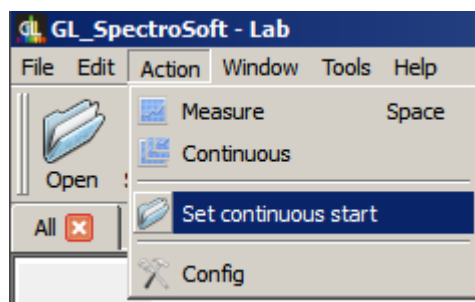 GL_SpectroSoft - Lab
File Edit Action Window Tools Help
Measure Space
Continuous
Open
Set continuous start
All
Config